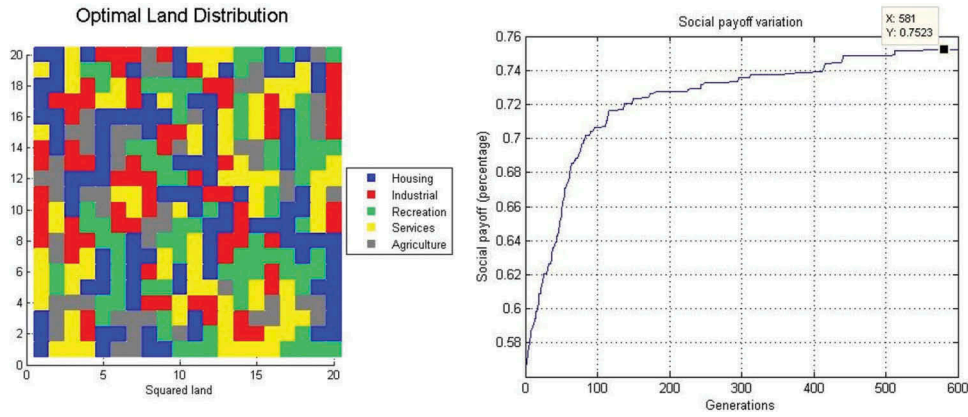 Optimal Land Distribution
20
18
16
14
12
10
8
6
4
2
0
0 5 10 15 20
Squared land
Housing
Industrial
Recreation
Services
Agriculture
Social payoff variation
X: 581
Y: 0.7523
Social payoff (percentage)
0.76
0.74
0.72
0.7
0.68
0.66
0.64
0.62
0.6
0.58
0 100 200 300 400 500 600
Generations